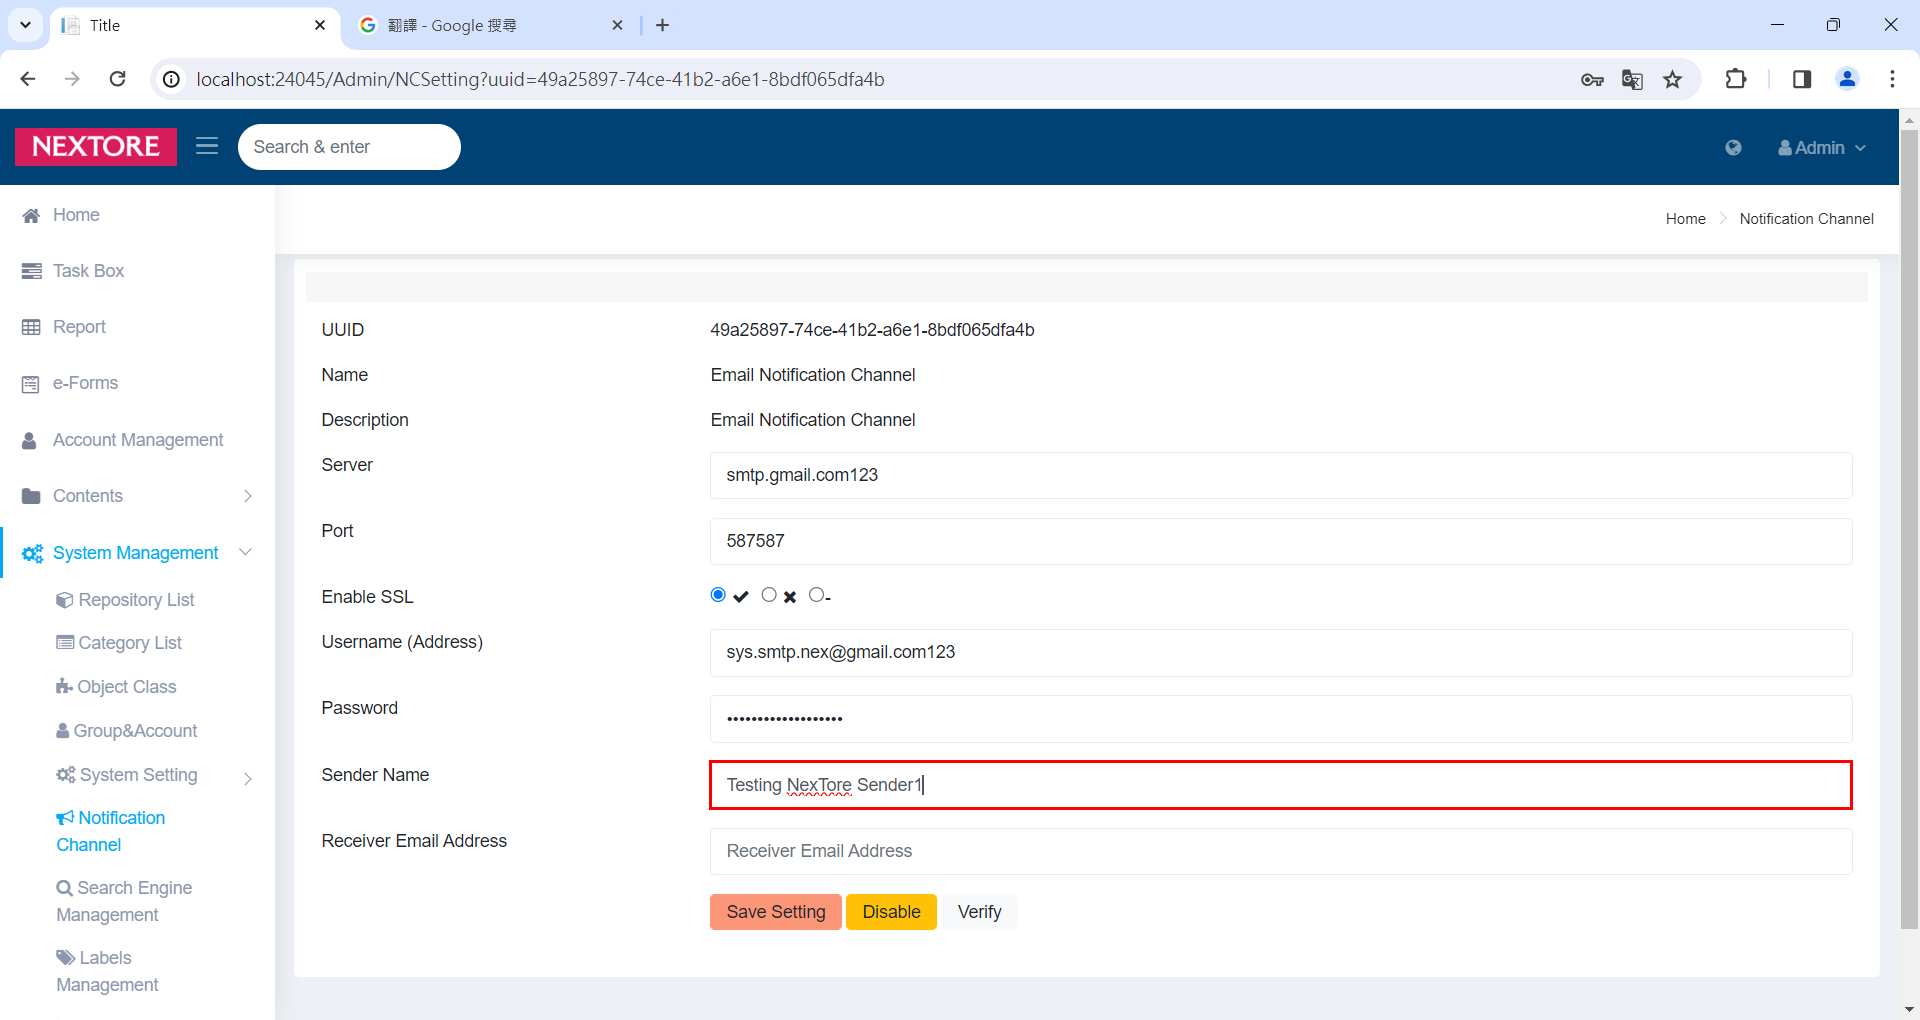 Title
翻譯 - Google 搜尋
localhost:24045/Admin/NCSetting?uuid=49a25897-74ce-41b2-a6e1-8bdf065dfa4b
NEXTORE
Search & enter
Admin
Home
Notification Channel
Home
Task Box
Report
e-Forms
Account Management
Contents
System Management
Repository List
Category List
Object Class
Group&Account
System Setting
Notification
Channel
Search Engine
Management
Labels
Management
UUID 49a25897-74ce-41b2-a6e1-8bdf065dfa4b
Name Email Notification Channel
Description Email Notification Channel
Server smtp.gmail.com123
Port 587587
Enable SSL -
Username (Address) sys.smtp.nex@gmail.com123
Password •••••••••••••••••••
Sender Name Testing NexTore Sender1
Receiver Email Address Receiver Email Address
Save Setting Disable Verify